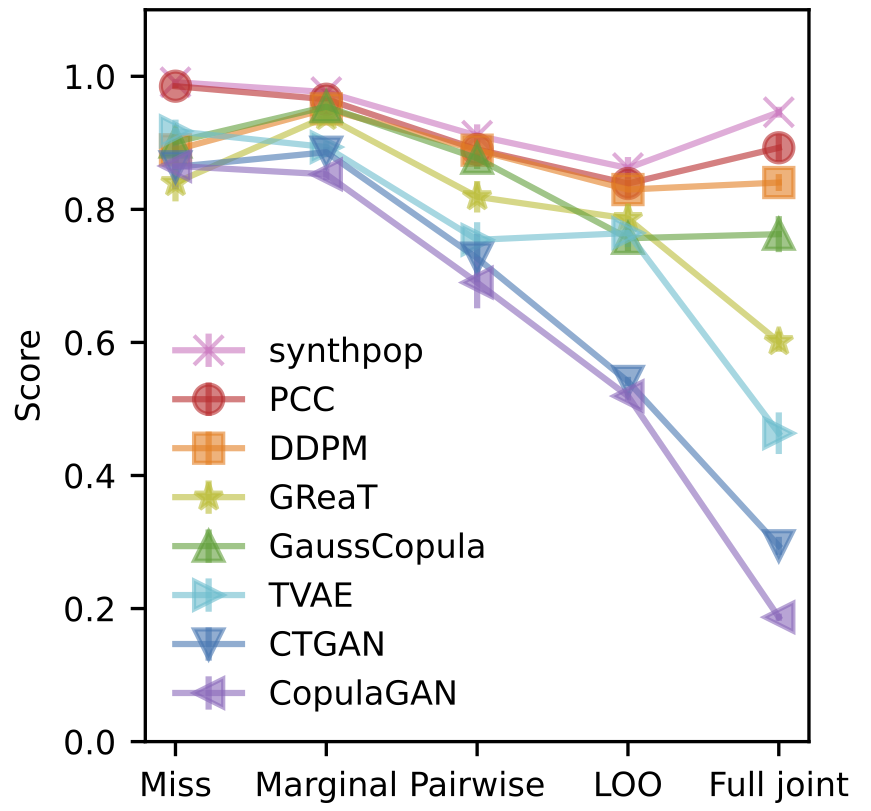 Score
1.0
0.8
0.6
0.4
0.2
0.0
synthpop
PCC
DDPM
GReaT
GaussCopula
TVAE
CTGAN
CopulaGAN
Miss Marginal Pairwise LOO Full joint